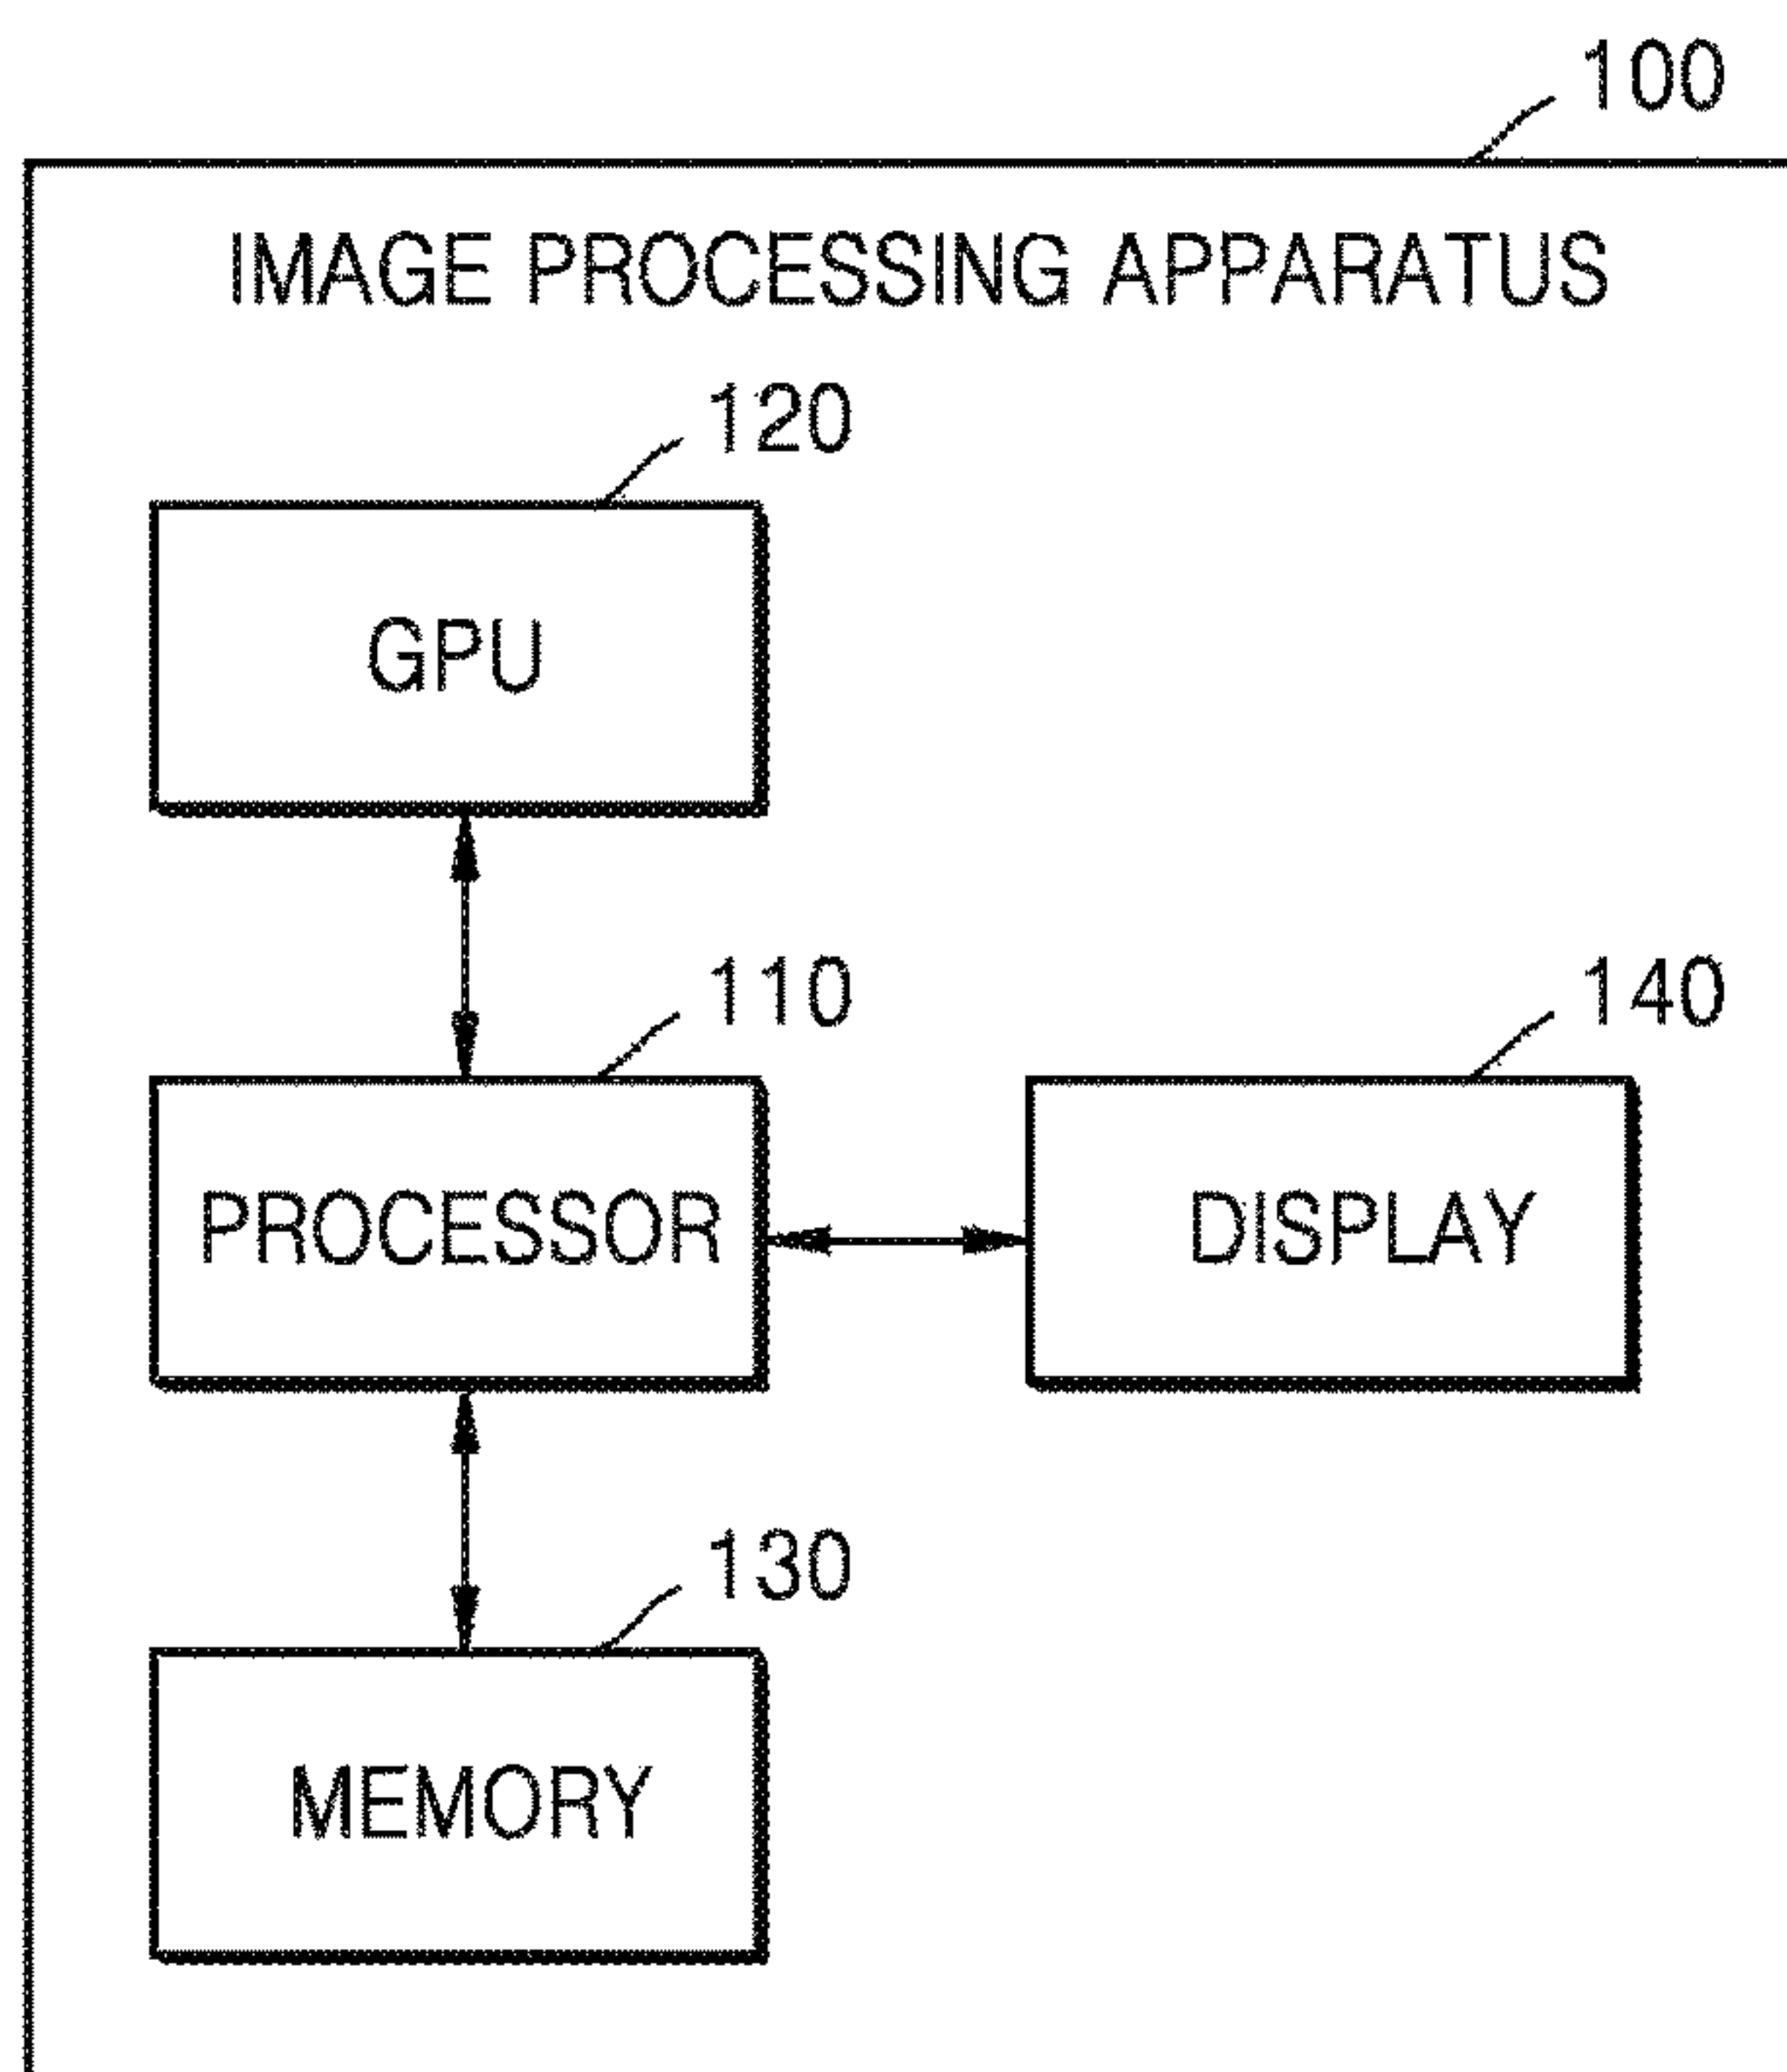 100
IMAGE PROCESSING APPARATUS
120
GPU
110
140
PROCESSOR
DISPLAY
130
MEMORY